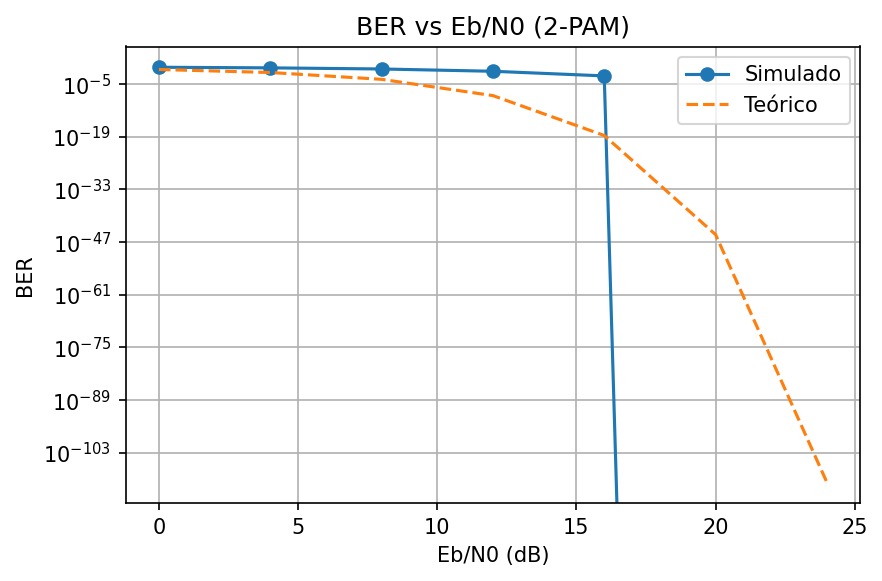 BER vs Eb/N0 (2-PAM)
Simulado
Teórico
BER
10⁻⁵
10⁻¹⁹
10⁻³³
10⁻⁴⁷
10⁻⁶¹
10⁻⁷⁵
10⁻⁸⁹
10⁻¹⁰³
0 5 10 15 20 25
Eb/N0 (dB)